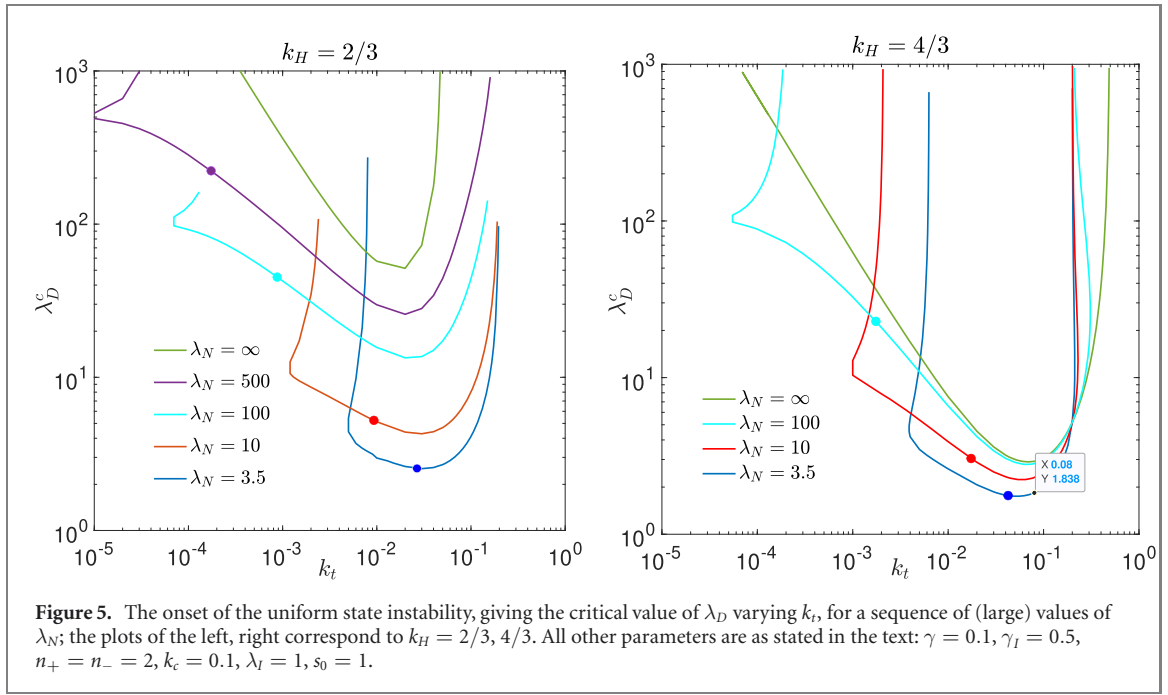 k_H = 2/3
10^3
10^2
10^1
10^0
λ_D^c
λ_N = ∞
λ_N = 500
λ_N = 100
λ_N = 10
λ_N = 3.5
10^-5 10^-4 10^-3 10^-2 10^-1 10^0
k_t
k_H = 4/3
10^3
10^2
10^1
10^0
λ_D^c
λ_N = ∞
λ_N = 100
λ_N = 10
λ_N = 3.5
X 0.08
Y 1.838
10^-5 10^-4 10^-3 10^-2 10^-1 10^0
k_t
Figure 5. The onset of the uniform state instability, giving the critical value of λ_D varying k_t, for a sequence of (large) values of
λ_N; the plots of the left, right correspond to k_H = 2/3, 4/3. All other parameters are as stated in the text: γ = 0.1, γ_I = 0.5,
n_+ = n_- = 2, k_c = 0.1, λ_I = 1, s_0 = 1.